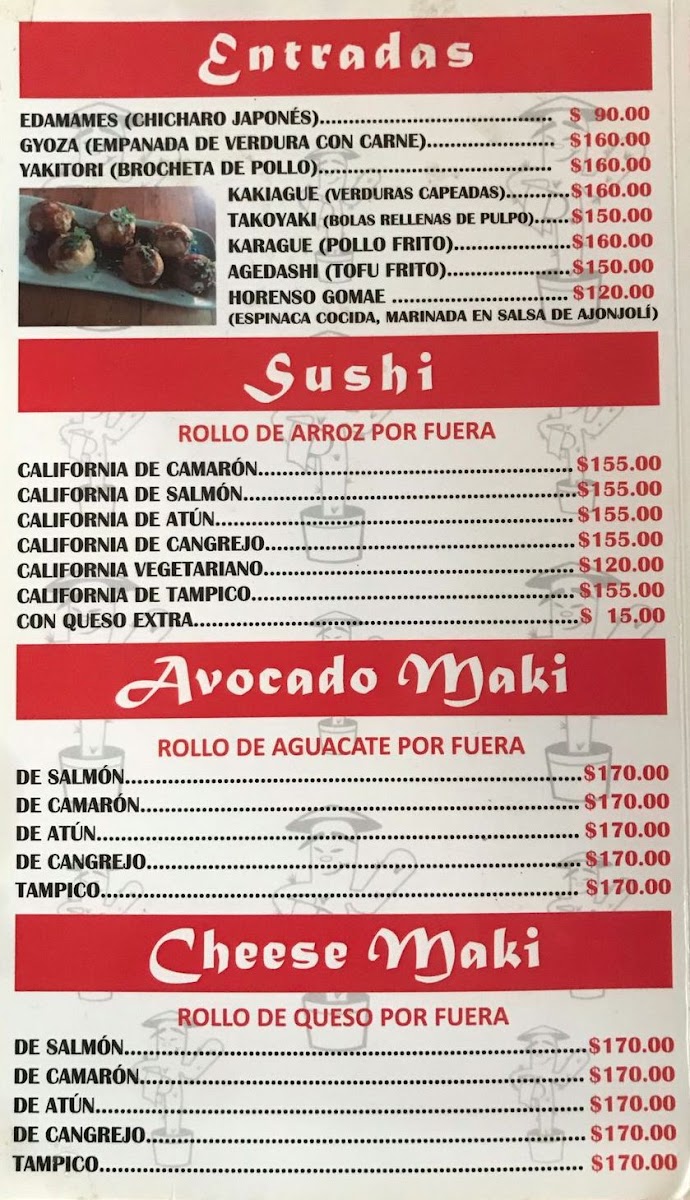 Entradas
EDAMAMES (CHICHARO JAPONÉS)................................... $ 90.00
GYOZA (EMPANADA DE VERDURA CON CARNE)................... $160.00
YAKITORI (BROCHETA DE POLLO)................................... $160.00
KAKIAGUE (VERDURAS CAPEADAS)..........$160.00
TAKOYAKI (BOLAS RELLENAS DE PULPO)......$150.00
KARAGUE (POLLO FRITO)..................$160.00
AGEDASHI (TOFU FRITO)...................$150.00
HORENSO GOMAE ........................... $120.00
(ESPINACA COCIDA, MARINADA EN SALSA DE AJONJOLÍ)
Sushi
ROLLO DE ARROZ POR FUERA
CALIFORNIA DE CAMARÓN................................................$155.00
CALIFORNIA DE SALMÓN..................................................$155.00
CALIFORNIA DE ATÚN......................................................$155.00
CALIFORNIA DE CANGREJO...............................................$155.00
CALIFORNIA VEGETARIANO...............................................$120.00
CALIFORNIA DE TAMPICO.................................................$155.00
CON QUESO EXTRA..........................................................$ 15.00
Avocado Maki
ROLLO DE AGUACATE POR FUERA
DE SALMÓN.....................................................................$170.00
DE CAMARÓN...................................................................$170.00
DE ATÚN.........................................................................$170.00
DE CANGREJO..................................................................$170.00
TAMPICO.........................................................................$170.00
Cheese Maki
ROLLO DE QUESO POR FUERA
DE SALMÓN.....................................................................$170.00
DE CAMARÓN...................................................................$170.00
DE ATÚN.........................................................................$170.00
DE CANGREJO..................................................................$170.00
TAMPICO.........................................................................$170.00